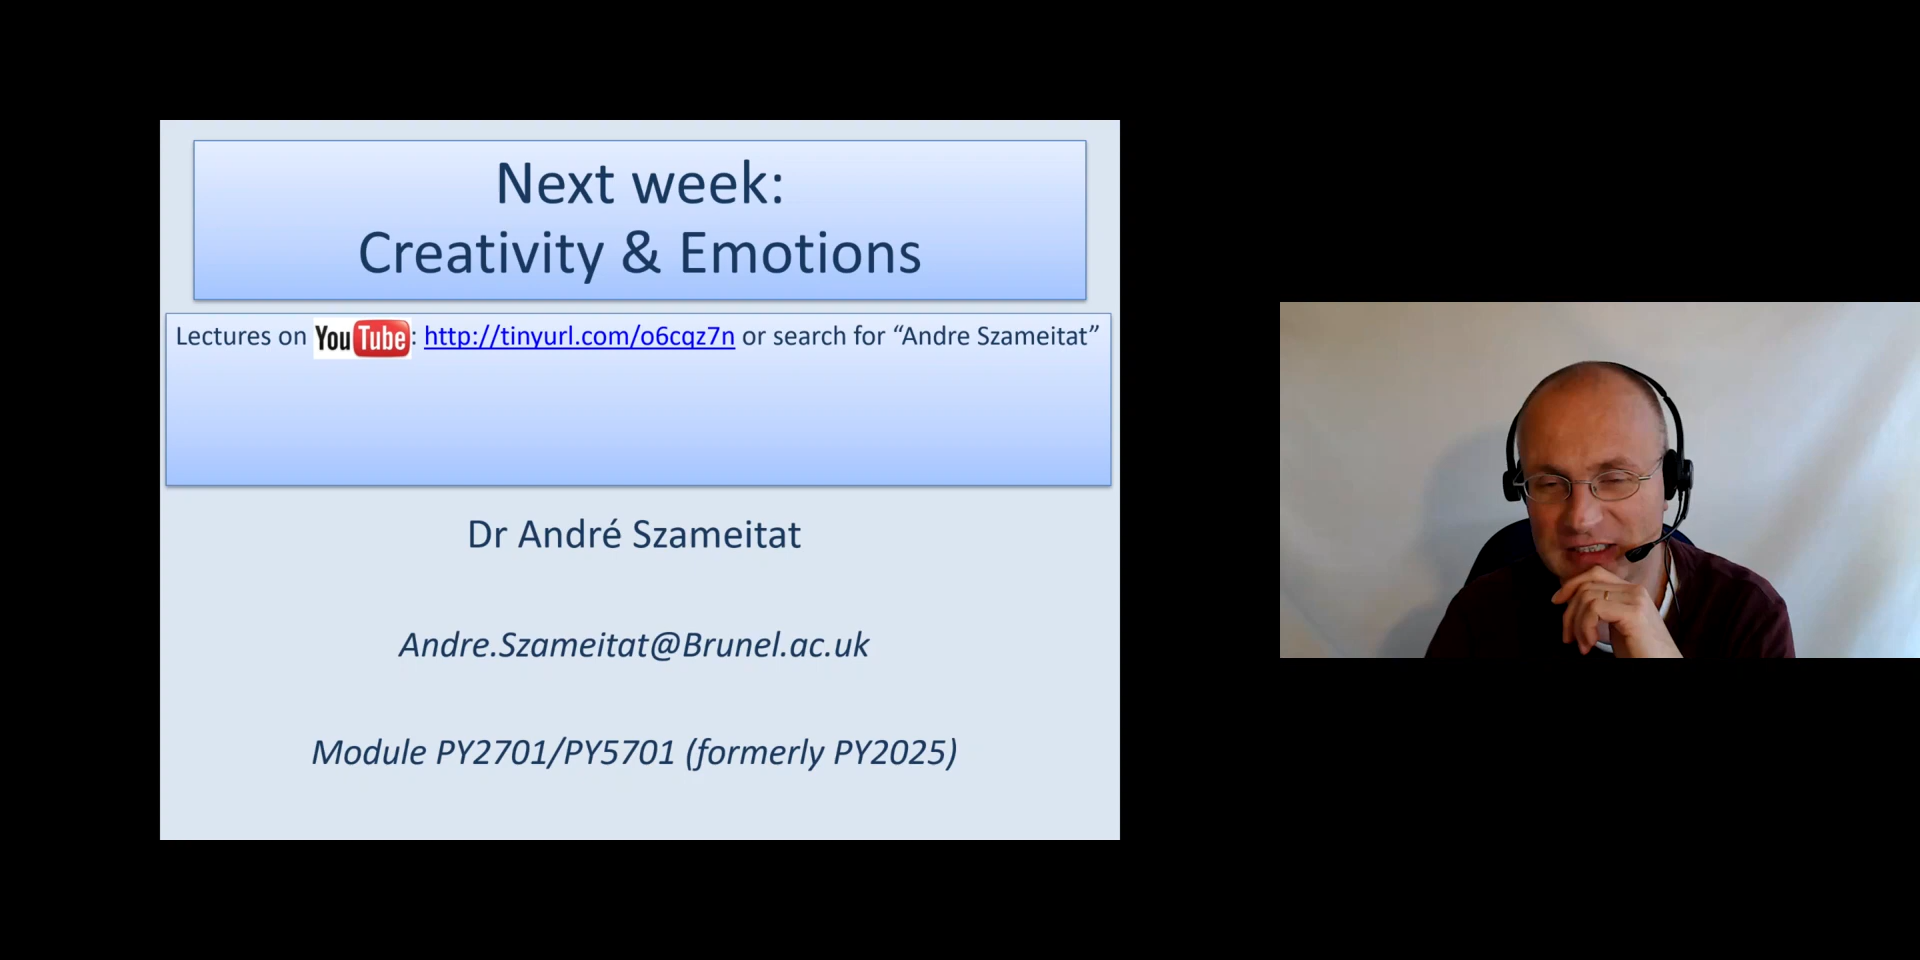 Next week:
Creativity & Emotions
Lectures on YouTube: http://tinyurl.com/o6cqz7n or search for “Andre Szameitat”
Dr André Szameitat
Andre.Szameitat@Brunel.ac.uk
Module PY2701/PY5701 (formerly PY2025)